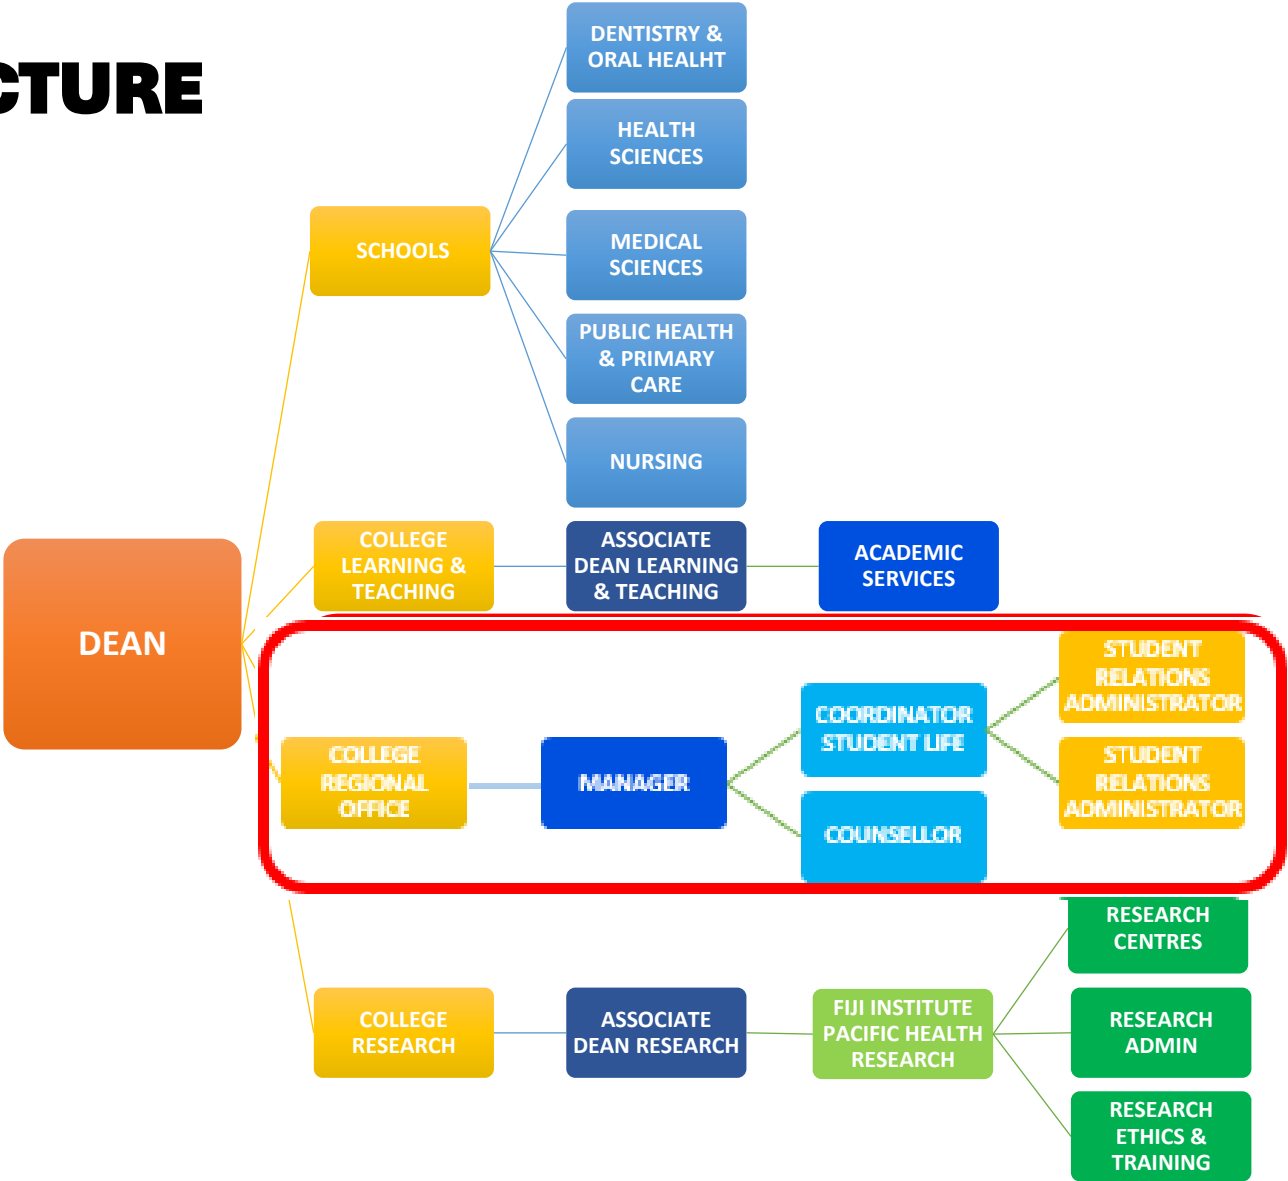 CTURE
DENTISTRY &
ORAL HEALHT
HEALTH
SCIENCES
SCHOOLS
MEDICAL
SCIENCES
PUBLIC HEALTH
& PRIMARY
CARE
NURSING
DEAN
COLLEGE
LEARNING &
TEACHING
ASSOCIATE
DEAN LEARNING
& TEACHING
ACADEMIC
SERVICES
COLLEGE
REGIONAL
OFFICE
MANAGER
COORDINATOR
STUDENT LIFE
COUNSELLOR
STUDENT
RELATIONS
ADMINISTRATOR
STUDENT
RELATIONS
ADMINISTRATOR
COLLEGE
RESEARCH
ASSOCIATE
DEAN RESEARCH
FIJI INSTITUTE
PACIFIC HEALTH
RESEARCH
RESEARCH
CENTRES
RESEARCH
ADMIN
RESEARCH
ETHICS &
TRAINING